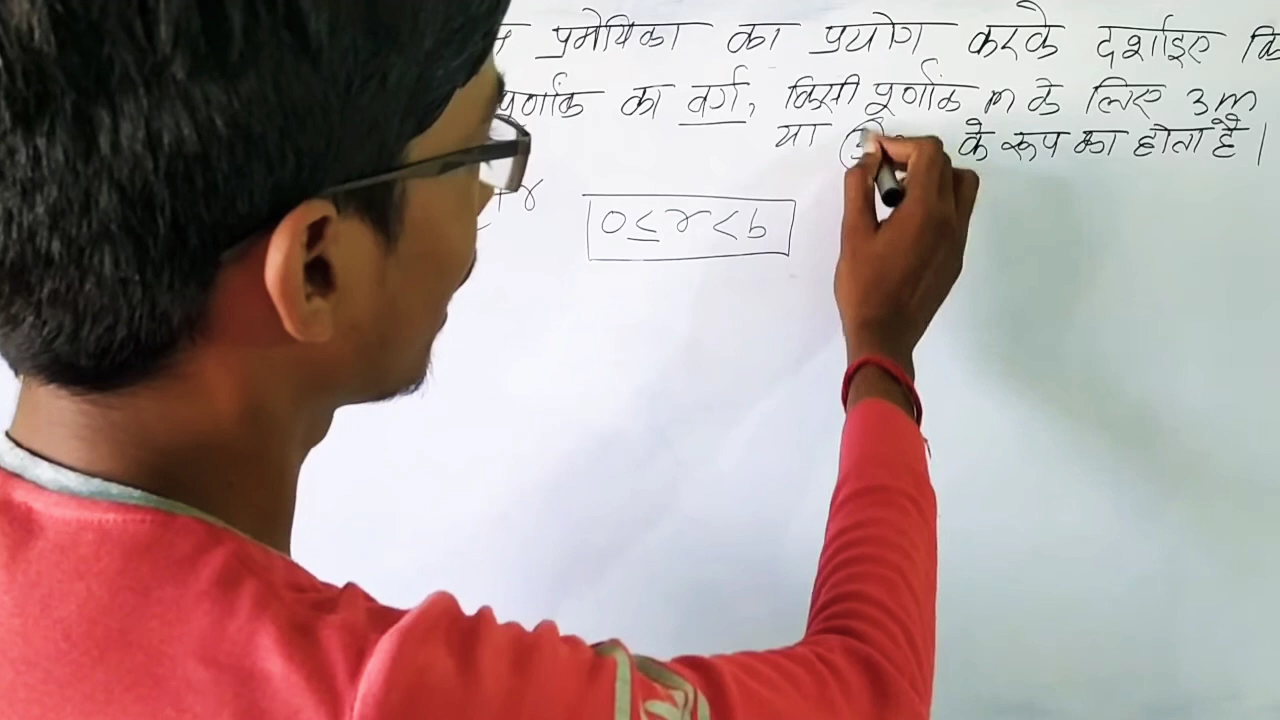 प्रमेयिका का प्रयोग करके दर्शाइए कि
पूर्णांक का वर्ग, किसी पूर्णांक m के लिए 3m
या के रूप का होता है।
+r 0≤r<b